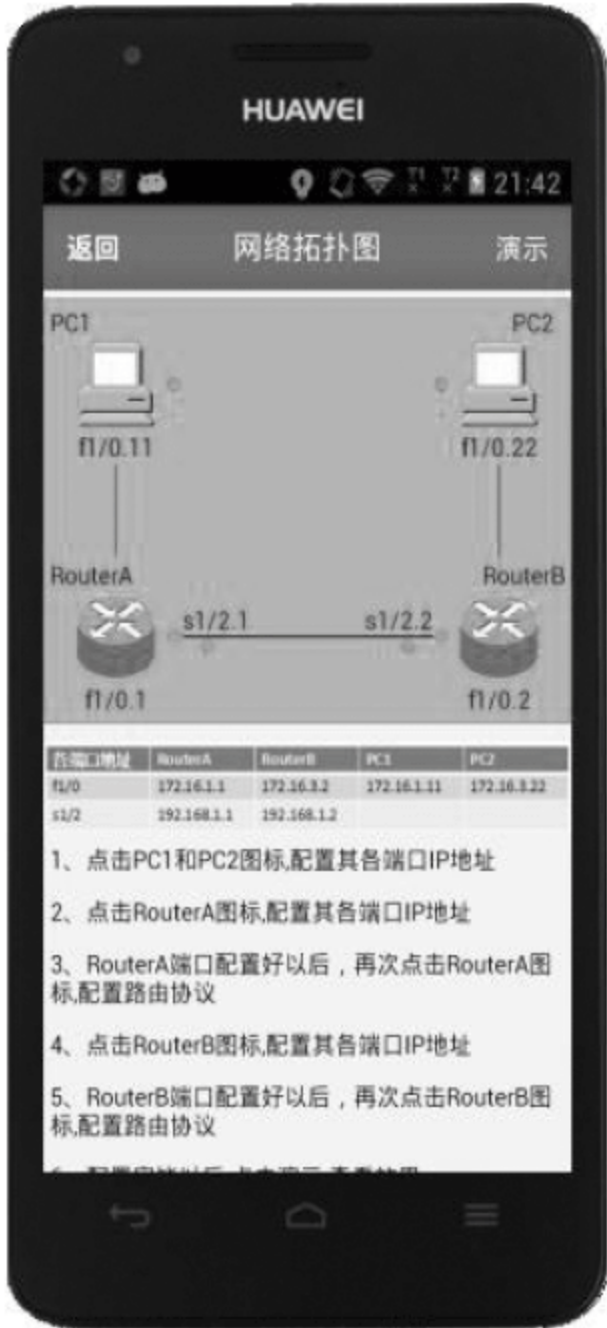 HUAWEI
21:42
返回 网络拓扑图 演示
PC1 PC2
f1/0.11 f1/0.22
RouterA RouterB
s1/2.1 s1/2.2
f1/0.1 f1/0.2
各端口地址 RouterA RouterB PC1 PC2
f1/0 172.16.1.1 172.16.3.2 172.16.1.11 172.16.3.22
s1/2 192.168.1.1 192.168.1.2
1、点击PC1和PC2图标,配置其各端口IP地址
2、点击RouterA图标,配置其各端口IP地址
3、RouterA端口配置好以后，再次点击RouterA图
标,配置路由协议
4、点击RouterB图标,配置其各端口IP地址
5、RouterB端口配置好以后，再次点击RouterB图
标,配置路由协议